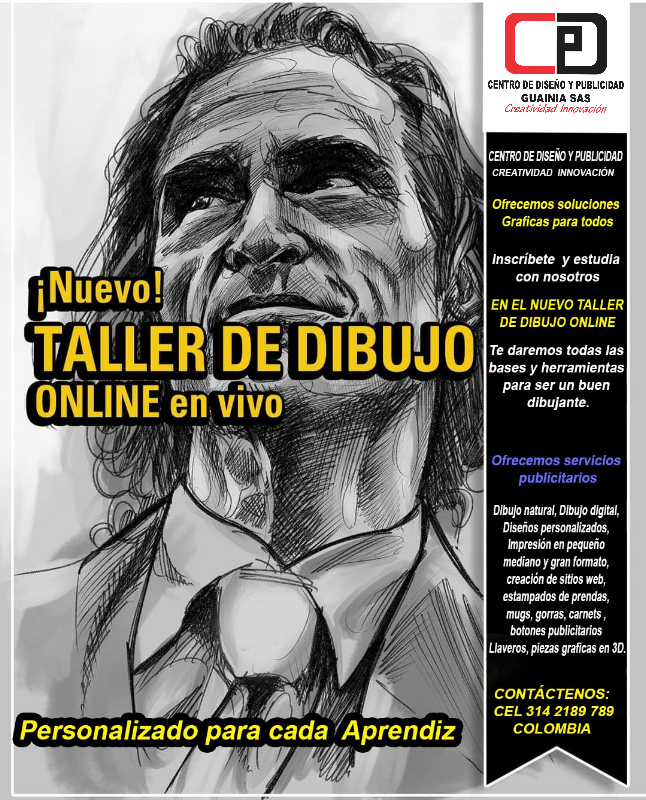 ¡Nuevo!
TALLER DE DIBUJO
ONLINE en vivo
Personalizado para cada Aprendiz
CENTRO DE DISEÑO Y PUBLICIDAD
GUAINIA SAS
Creatividad Innovación
CENTRO DE DISEÑO Y PUBLICIDAD
CREATIVIDAD INNOVACIÓN
Ofrecemos soluciones
Graficas para todos
Inscríbete y estudia
con nosotros
EN EL NUEVO TALLER
DE DIBUJO ONLINE
Te daremos todas las
bases y herramientas
para ser un buen
dibujante.
Ofrecemos servicios
publicitarios
Dibujo natural, Dibujo digital,
Diseños personalizados,
Impresión en pequeño
mediano y gran formato,
creación de sitios web,
estampados de prendas,
mugs, gorras, carnets ,
botones publicitarios
Llaveros, piezas graficas en 3D.
CONTÁCTENOS:
CEL 314 2189 789
COLOMBIA